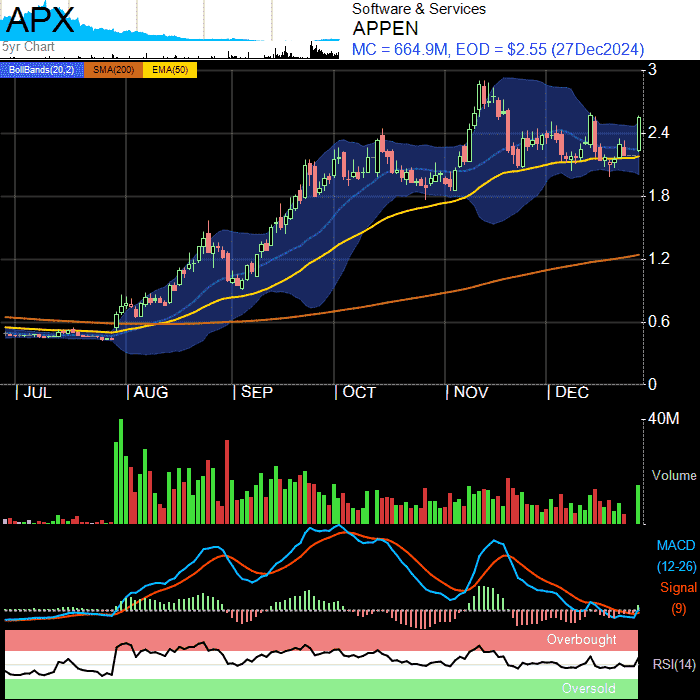 APX
5yr Chart
Software & Services
APPEN
MC = 664.9M, EOD = $2.55 (27Dec2024)
BollBands(20,2) SMA(200) EMA(50)
3
2.4
1.8
1.2
0.6
0
JUL AUG SEP OCT NOV DEC
40M
Volume
MACD
(12-26)
Signal
(9)
Overbought
RSI(14)
Oversold